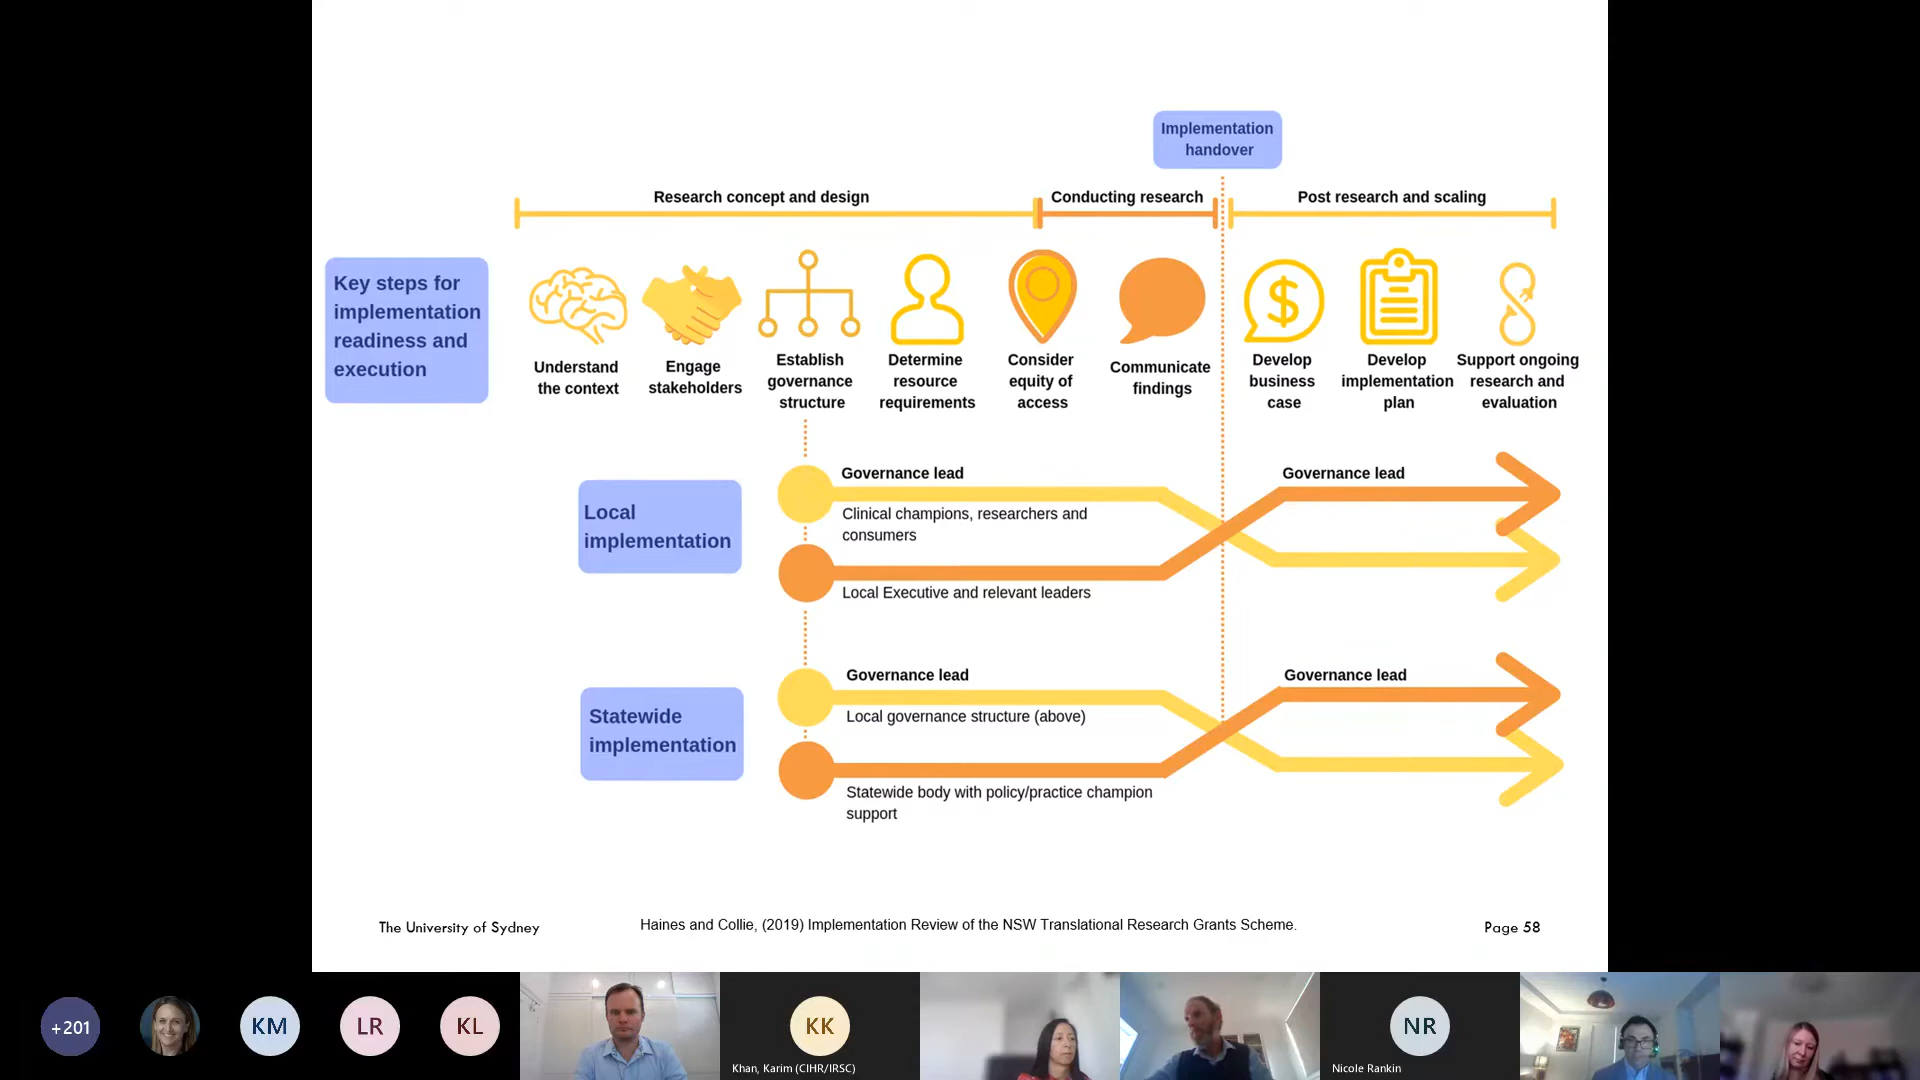 Implementation
handover
Research concept and design
Conducting research
Post research and scaling
Key steps for
implementation
readiness and
execution
Understand
the context
Engage
stakeholders
Establish
governance
structure
Determine
resource
requirements
Consider
equity of
access
Communicate
findings
Develop
business
case
Develop
implementation
plan
Support ongoing
research and
evaluation
Local
implementation
Governance lead
Clinical champions, researchers and
consumers
Local Executive and relevant leaders
Governance lead
Statewide
implementation
Governance lead
Local governance structure (above)
Statewide body with policy/practice champion
support
Governance lead
The University of Sydney
Haines and Collie, (2019) Implementation Review of the NSW Translational Research Grants Scheme.
Page 58
+201
KM
LR
KL
KK
Khan, Karim (CIHR/IRSC)
NR
Nicole Rankin